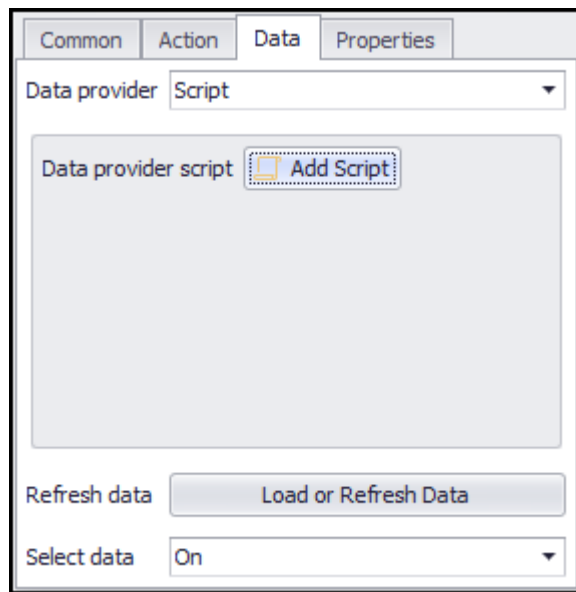 Common Action Data Properties
Data provider Script
Data provider script Add Script
Refresh data Load or Refresh Data
Select data On